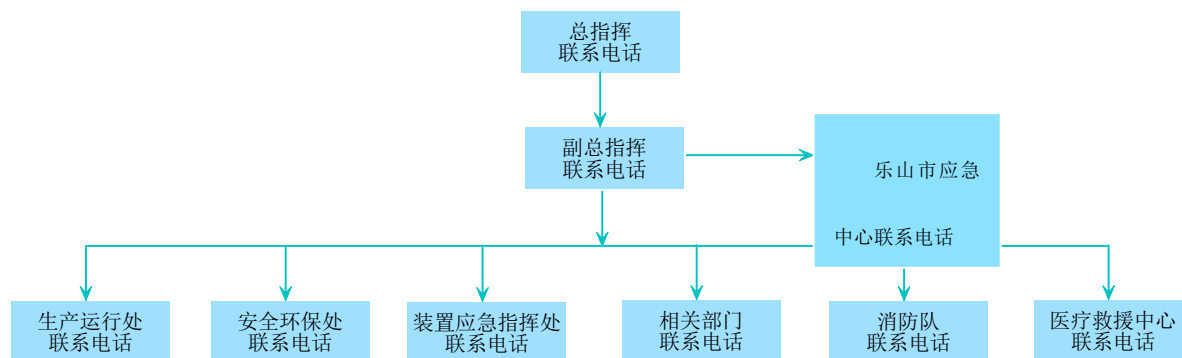 总指挥
联系电话
副总指挥
联系电话
乐山市应急
中心联系电话
生产运行处
联系电话
安全环保处
联系电话
装置应急指挥处
联系电话
相关部门
联系电话
消防队
联系电话
医疗救援中心
联系电话